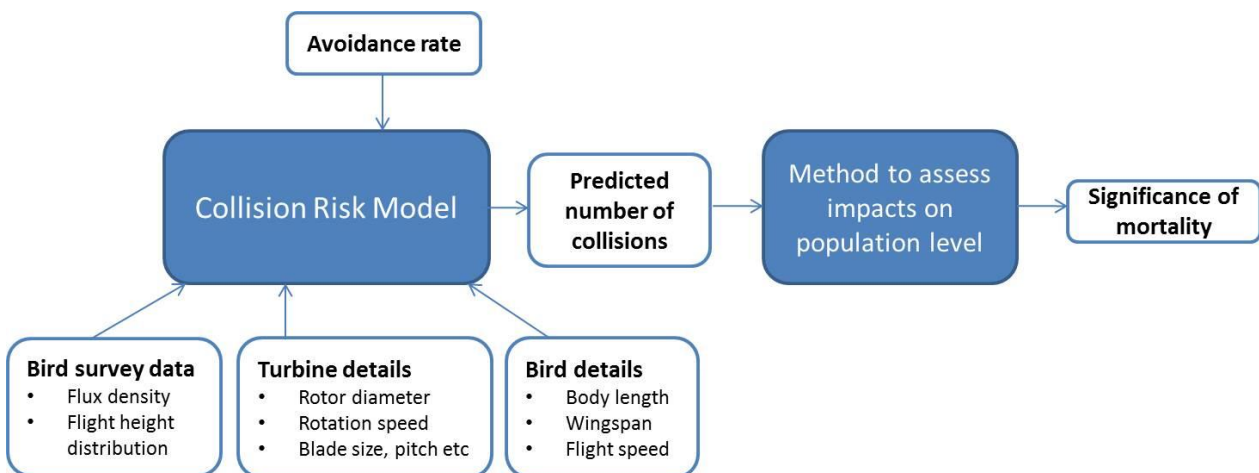 Avoidance rate
Collision Risk Model
Predicted
number of
collisions
Method to assess
impacts on
population level
Significance of
mortality
Bird survey data
• Flux density
• Flight height
distribution
Turbine details
• Rotor diameter
• Rotation speed
• Blade size, pitch etc
Bird details
• Body length
• Wingspan
• Flight speed